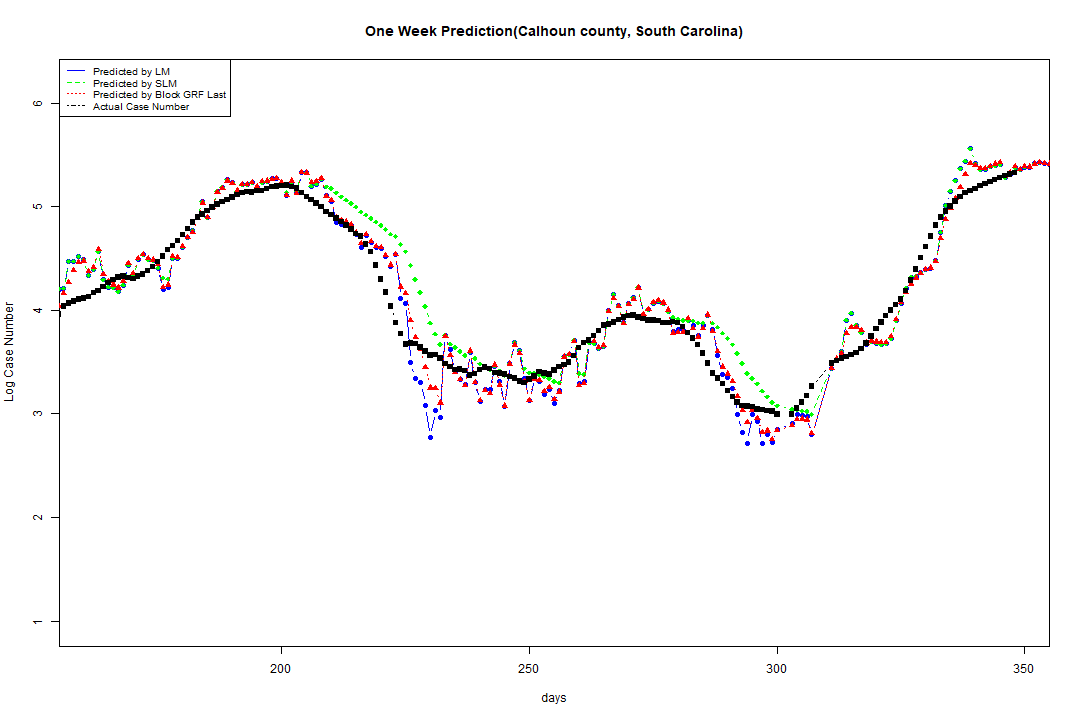 One Week Prediction(Calhoun county, South Carolina)
Predicted by LM
Predicted by SLM
Predicted by Block GRF Last
Actual Case Number
6
5
4
3
2
1
Log Case Number
200 250 300 350
days